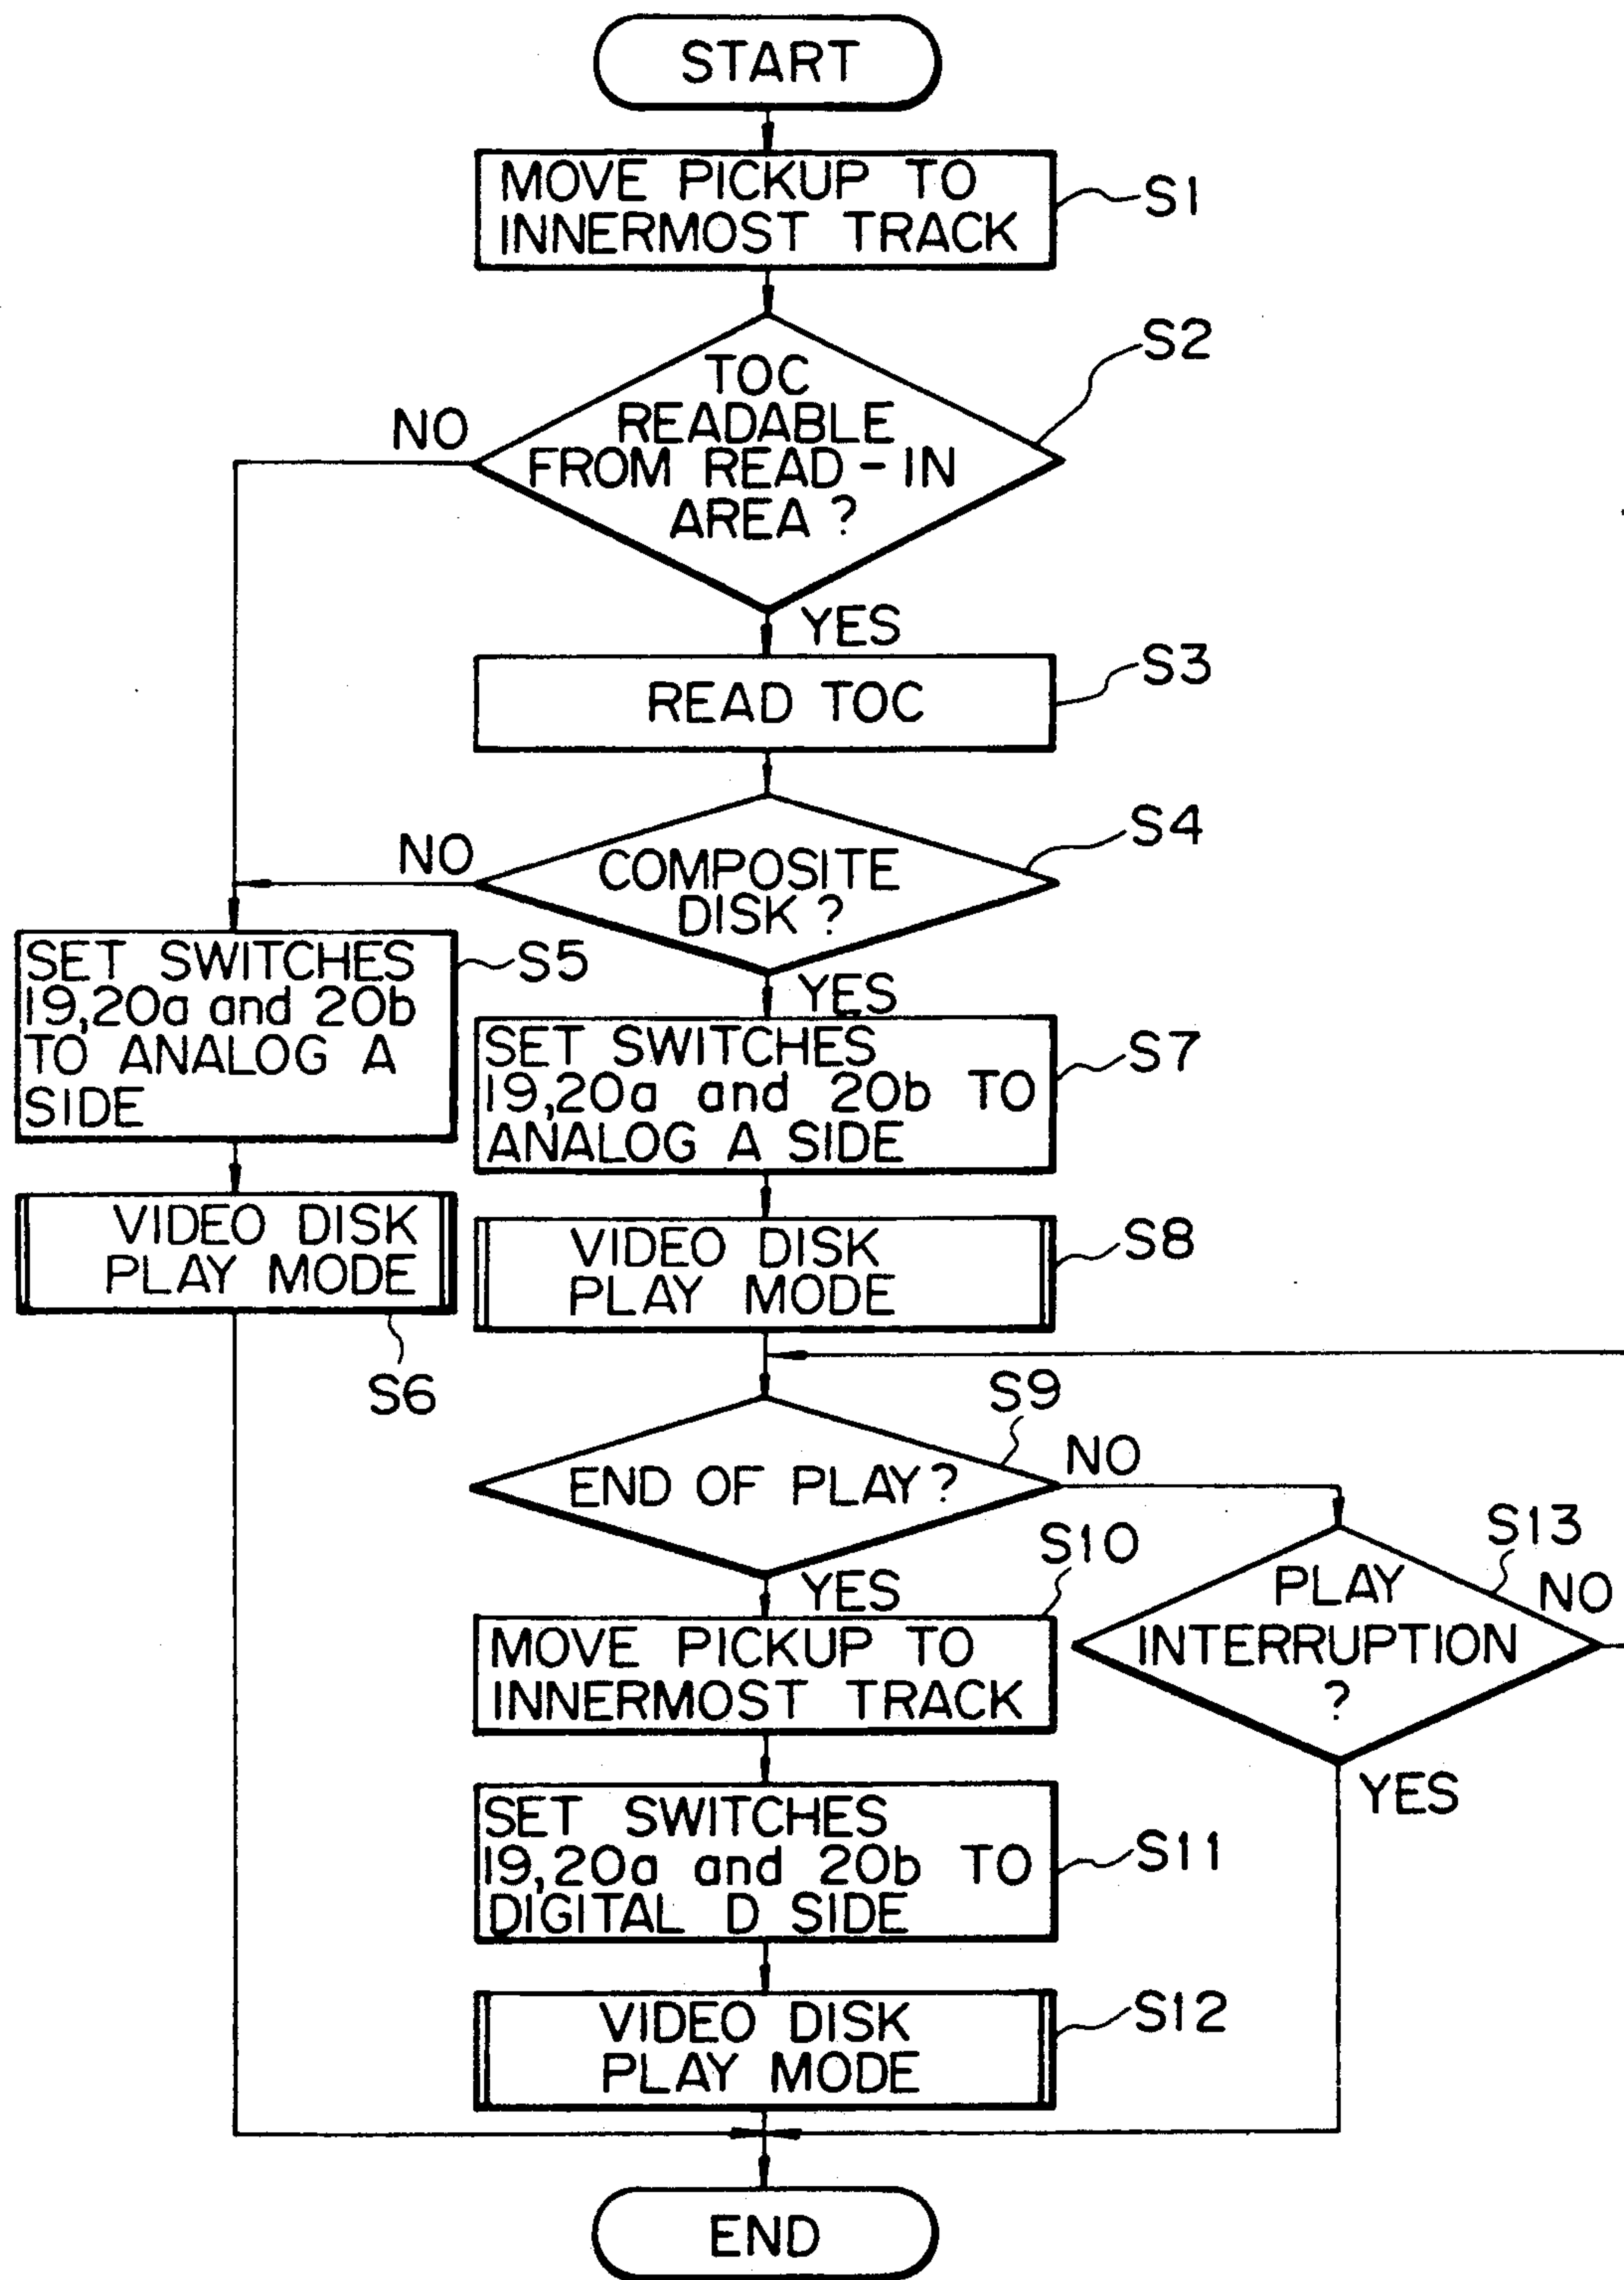 START
MOVE PICKUP TO
INNERMOST TRACK
S1
TOC
READABLE
FROM READ-IN
AREA?
S2
NO
YES
READ TOC
S3
COMPOSITE
DISK?
S4
NO
YES
SET SWITCHES
19,20a and 20b
TO ANALOG A
SIDE
S5
SET SWITCHES
19,20a and 20b TO
ANALOG A SIDE
S7
VIDEO DISK
PLAY MODE
S6
VIDEO DISK
PLAY MODE
S8
END OF PLAY?
S9
NO
YES
PLAY
INTERRUPTION
?
S13
NO
YES
MOVE PICKUP TO
INNERMOST TRACK
S10
SET SWITCHES
19,20a and 20b TO
DIGITAL D SIDE
S11
VIDEO DISK
PLAY MODE
S12
END